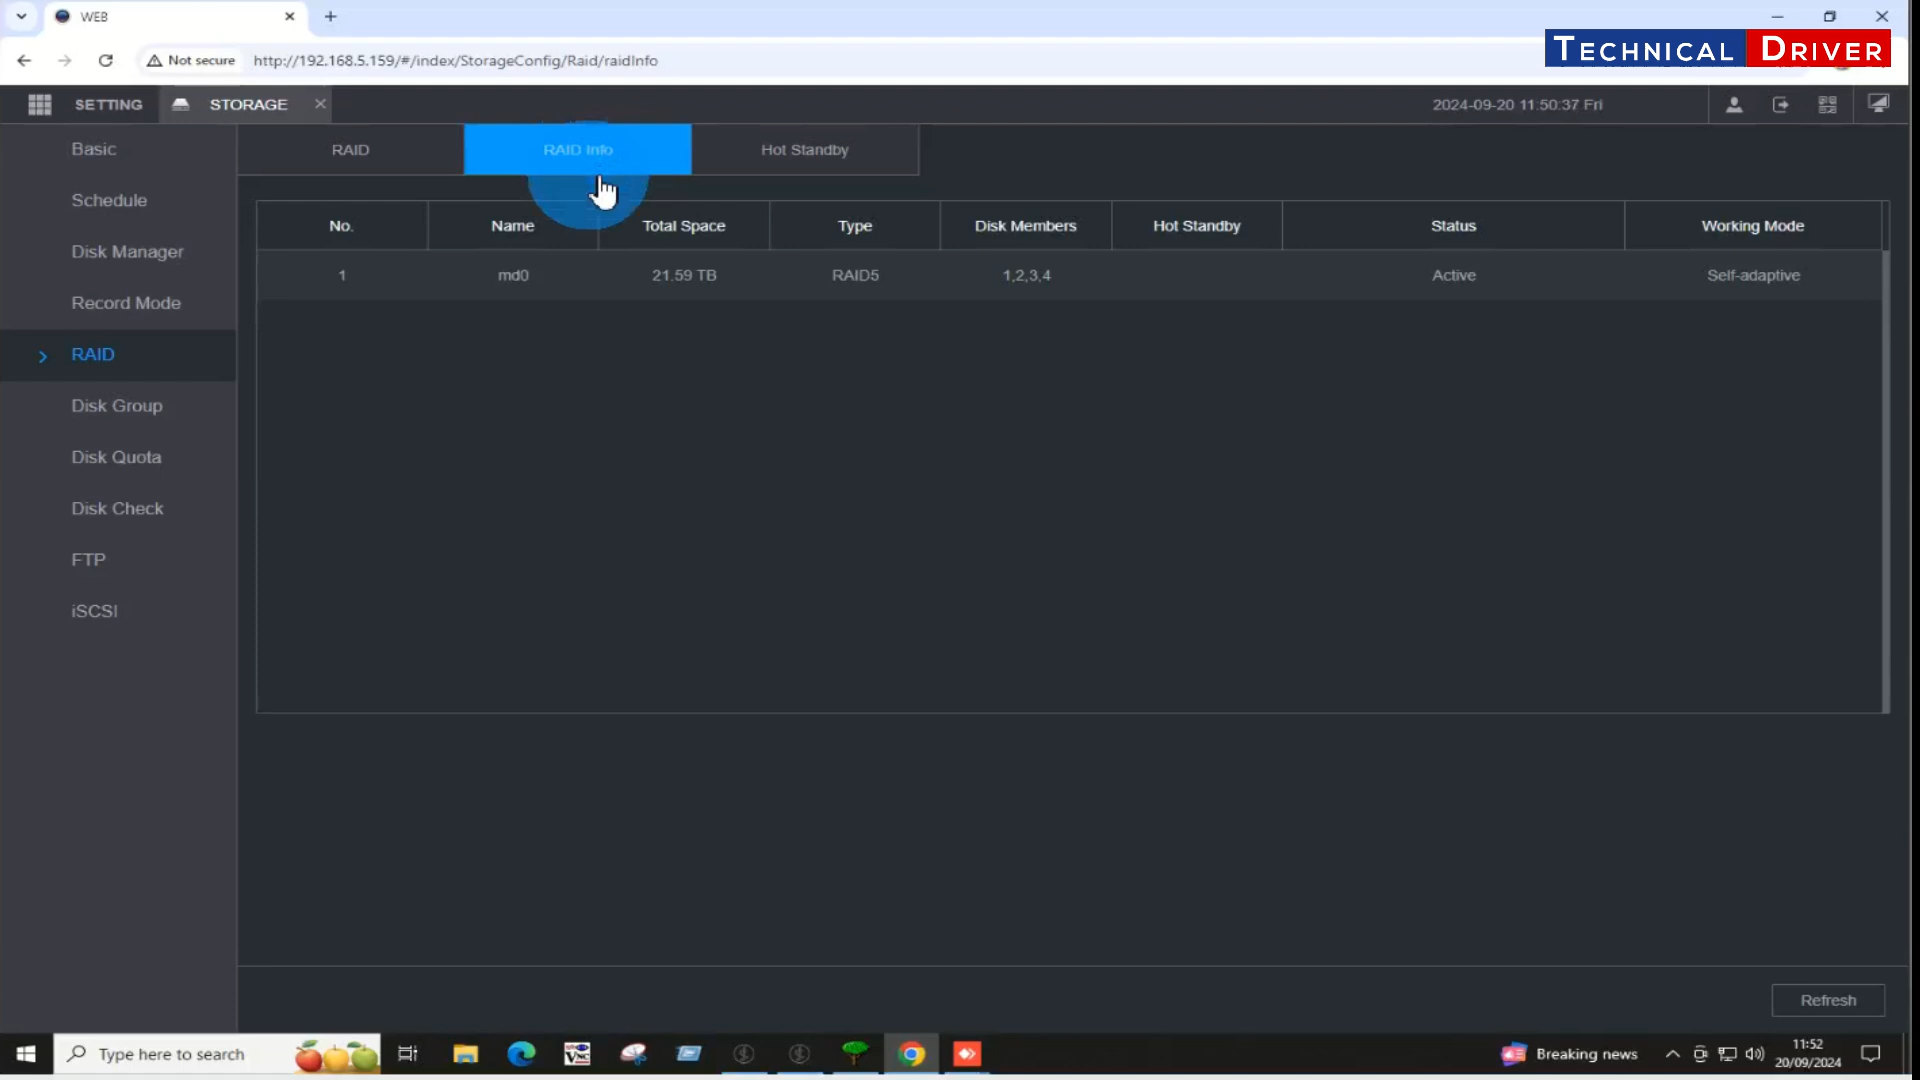 WEB
Not secure http://192.168.5.159/#/index/StorageConfig/Raid/raidInfo
TECHNICAL DRIVER
SETTING STORAGE 2024-09-20 11:50:37 Fri
Basic
Schedule
Disk Manager
Record Mode
RAID
Disk Group
Disk Quota
Disk Check
FTP
iSCSI
RAID RAID Info Hot Standby
No. Name Total Space Type Disk Members Hot Standby Status Working Mode
1 md0 21.59 TB RAID5 1,2,3,4 Active Self-adaptive
Refresh
Type here to search
VNC
Breaking news
11:52
20/09/2024